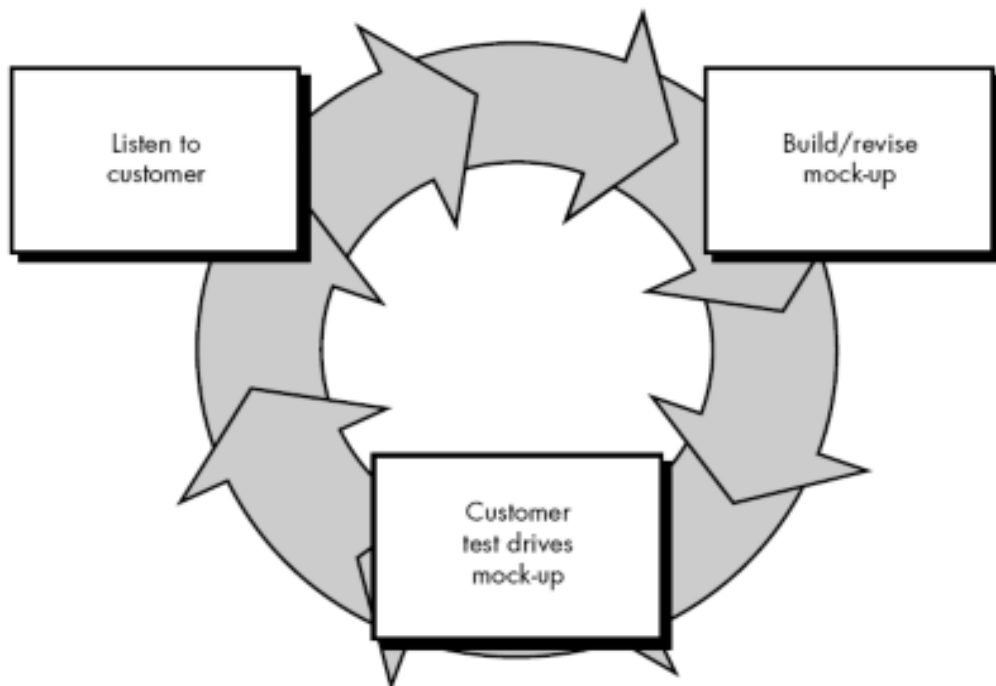 Listen to
customer
Build/revise
mock-up
Customer
test drives
mock-up